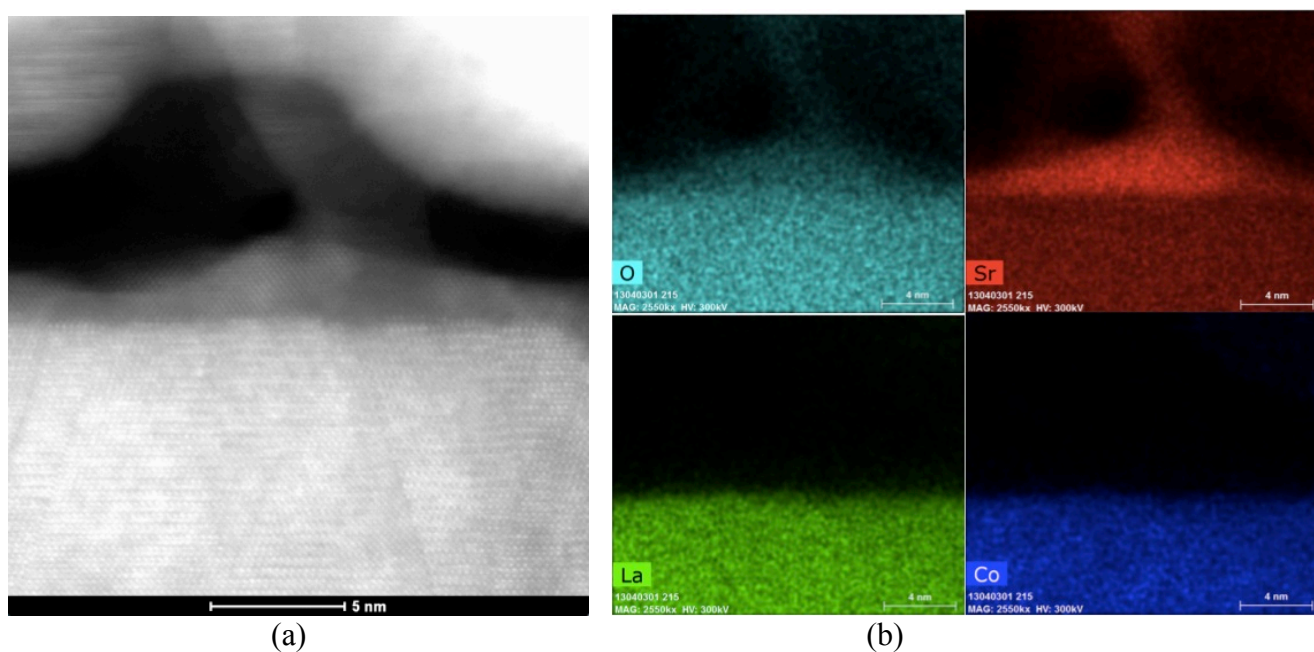 5 nm
(a)
O
13040301 215
MAG: 2550kx HV: 300kV
4 nm
Sr
13040301 215
MAG: 2550kx HV: 300kV
4 nm
La
13040301 215
MAG: 2550kx HV: 300kV
4 nm
Co
13040301 215
MAG: 2550kx HV: 300kV
4 nm
(b)